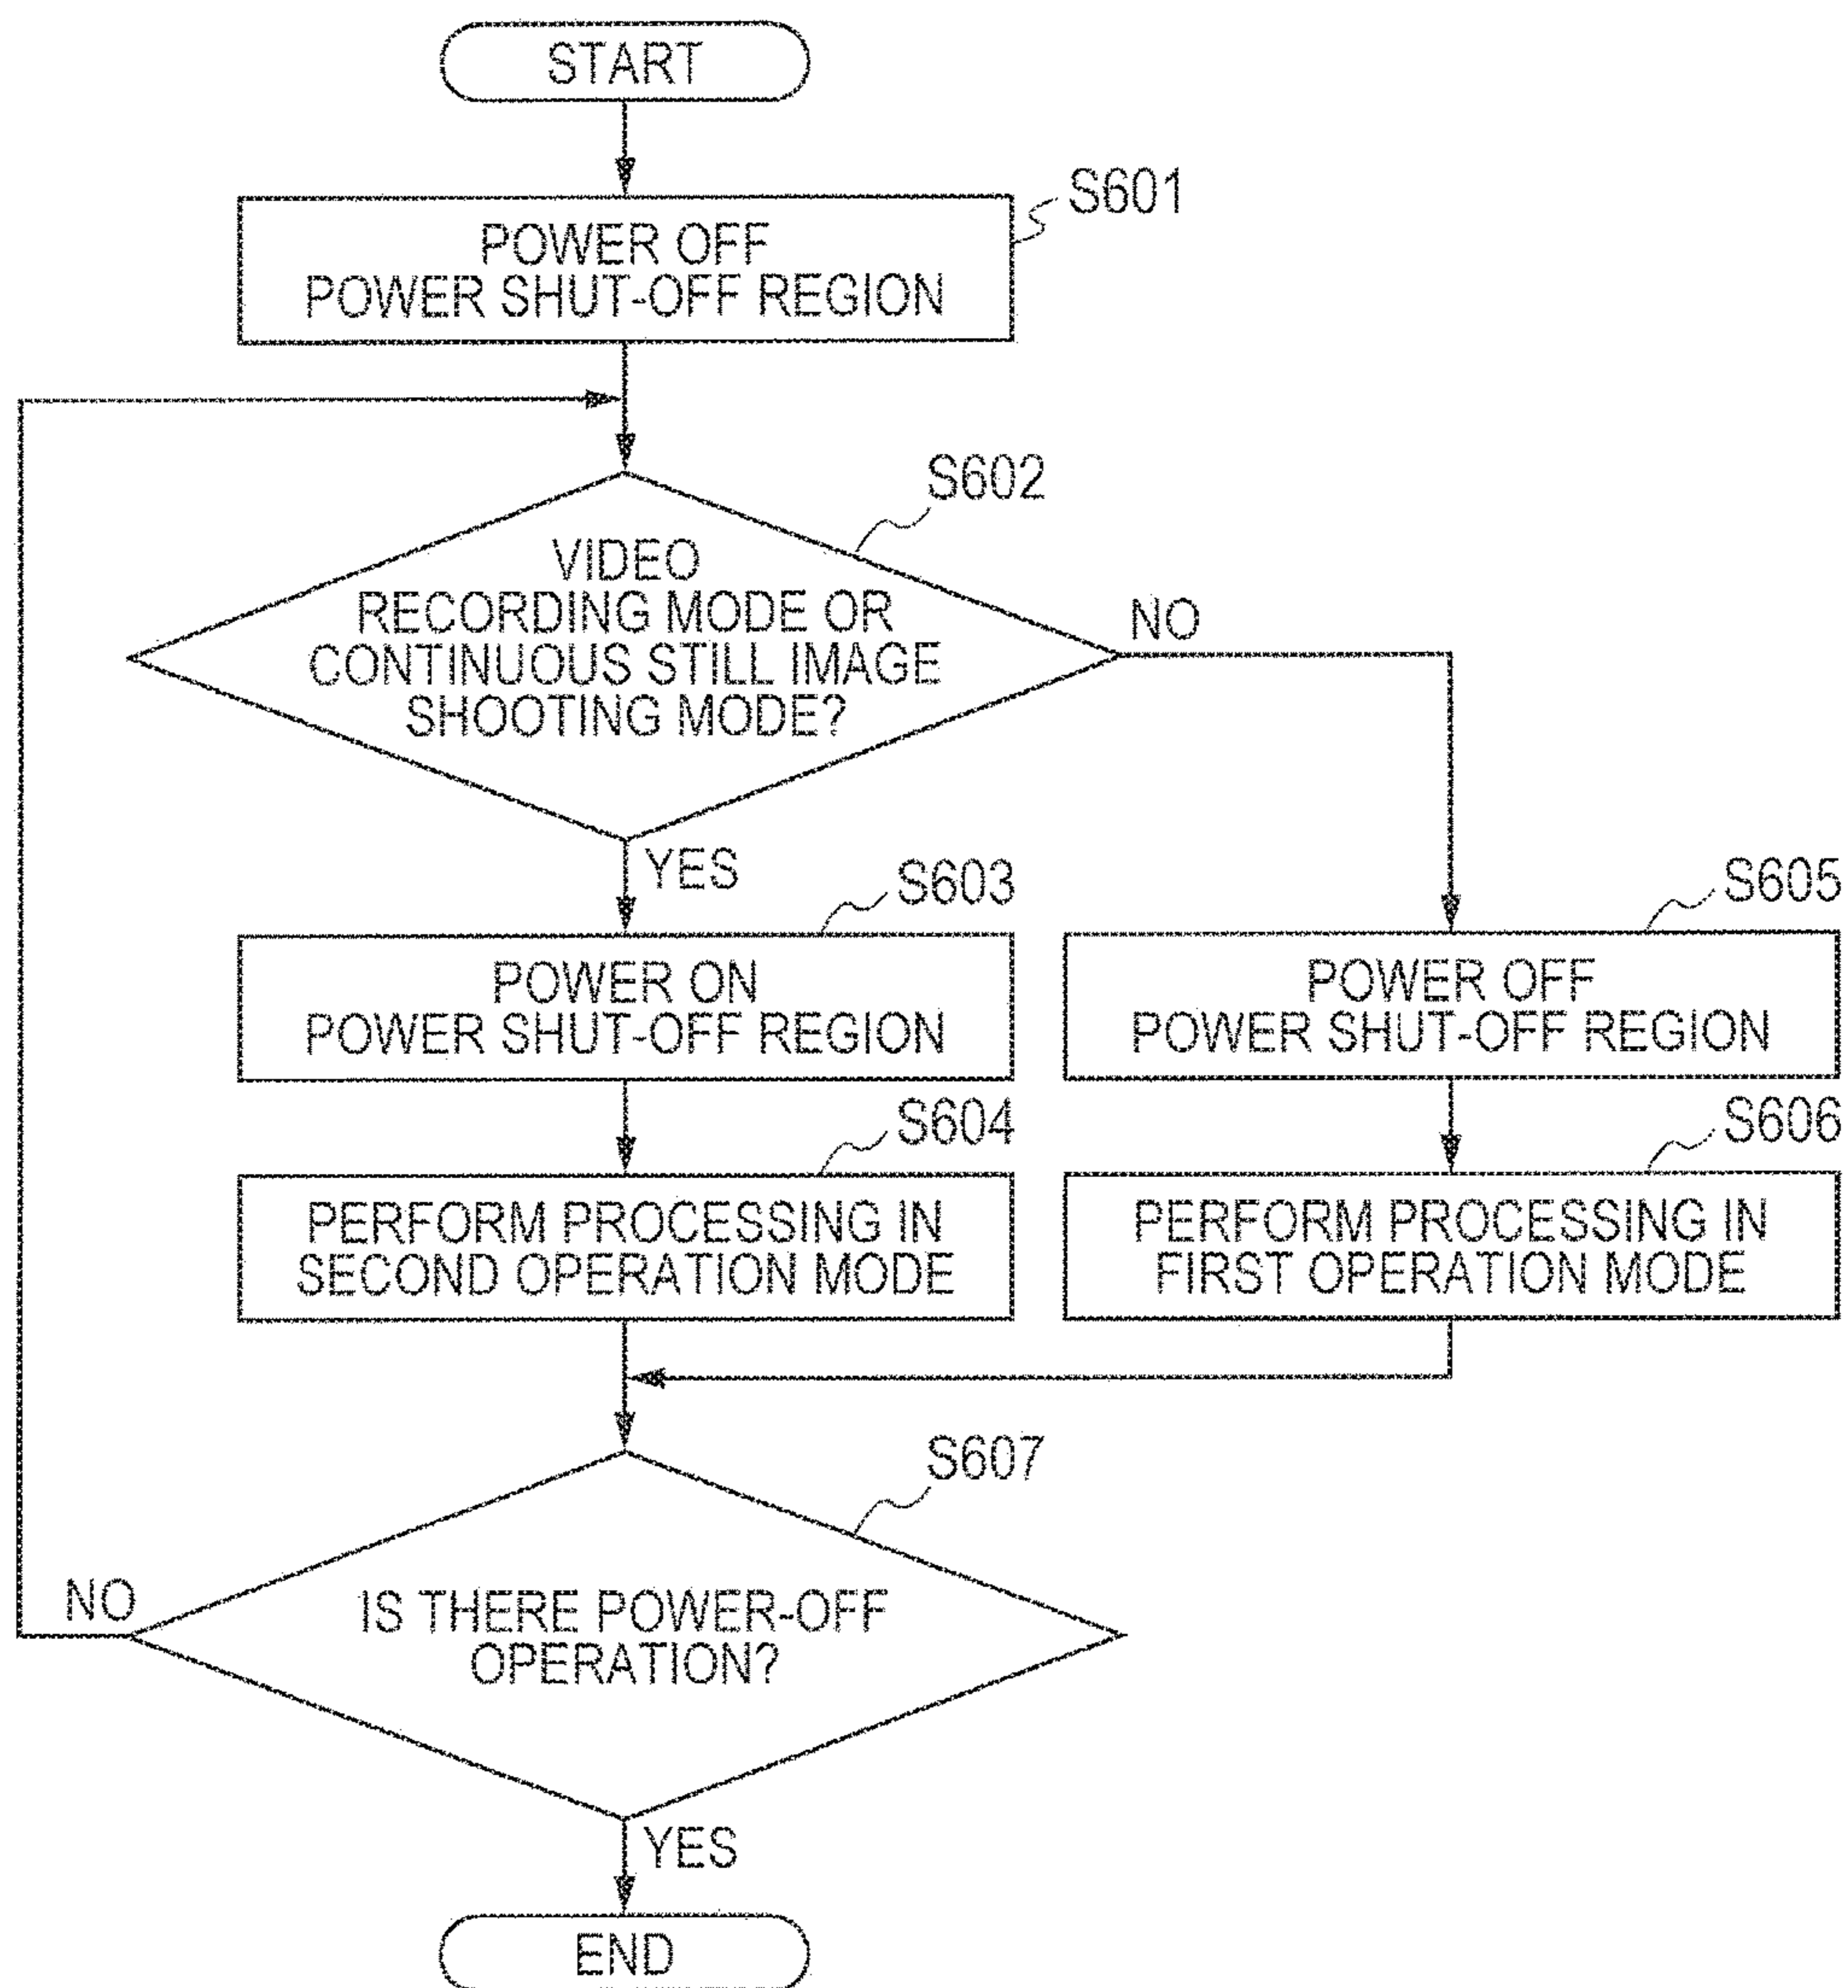 START
S601
POWER OFF
POWER SHUT-OFF REGION
S602
VIDEO
RECORDING MODE OR
CONTINUOUS STILL IMAGE
SHOOTING MODE?
NO
YES
S603
POWER ON
POWER SHUT-OFF REGION
S605
POWER OFF
POWER SHUT-OFF REGION
S604
PERFORM PROCESSING IN
SECOND OPERATION MODE
S606
PERFORM PROCESSING IN
FIRST OPERATION MODE
S607
IS THERE POWER-OFF
OPERATION?
NO
YES
END